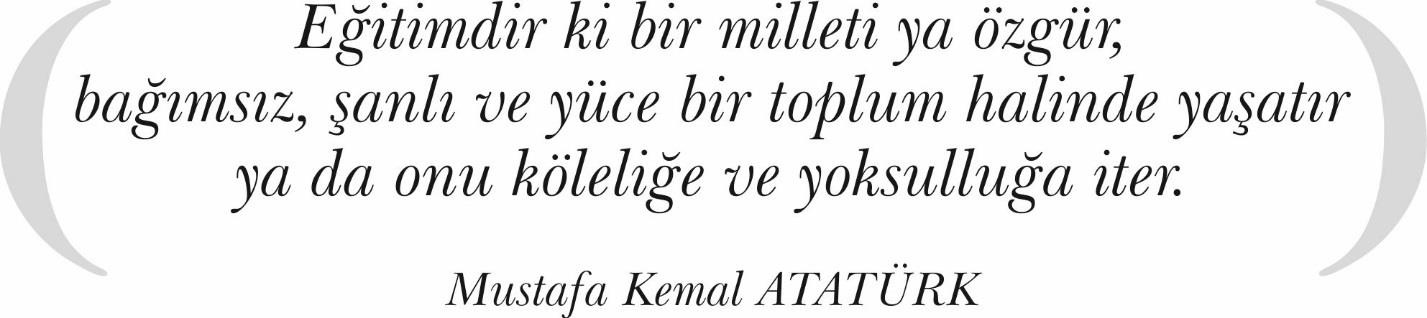 Eğitimdir ki bir milleti ya özgür,
bağımsız, şanlı ve yüce bir toplum halinde yaşatır
ya da onu köleliğe ve yoksulluğa iter.
Mustafa Kemal ATATÜRK